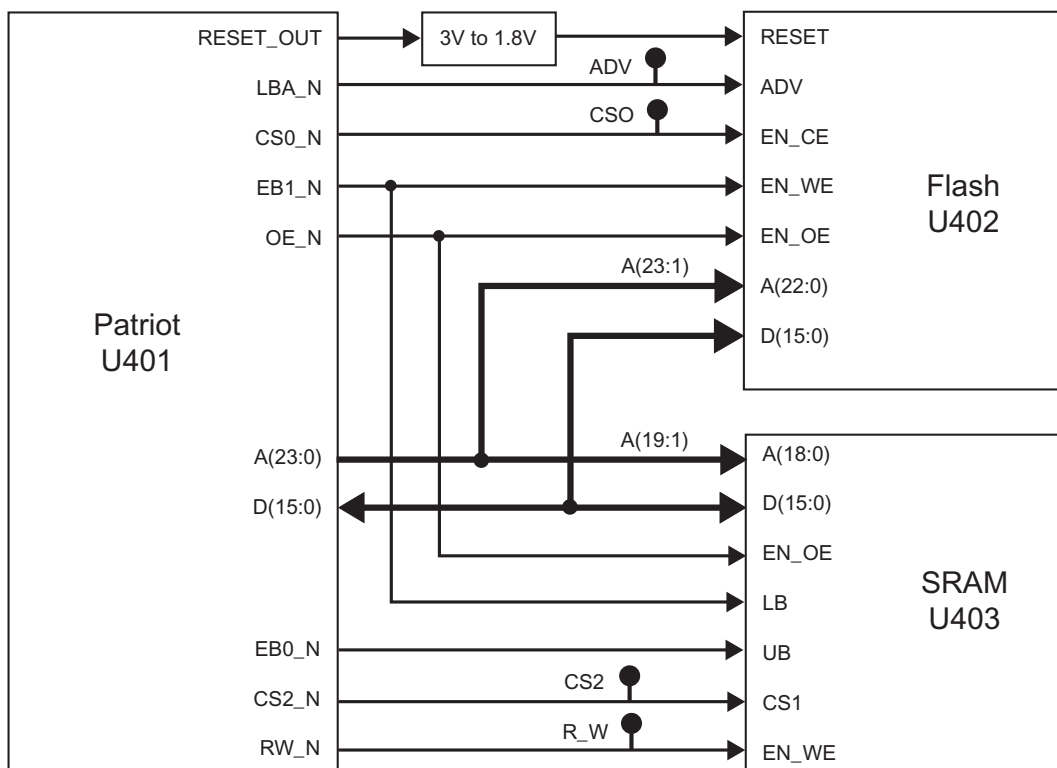 RESET_OUT
3V to 1.8V
RESET
LBA_N
ADV
ADV
CS0_N
CSO
EN_CE
EB1_N
EN_WE
OE_N
EN_OE
A(23:1)
A(22:0)
D(15:0)
Patriot
U401
Flash
U402
A(23:0)
A(19:1)
A(18:0)
D(15:0)
D(15:0)
EN_OE
LB
SRAM
U403
EB0_N
UB
CS2_N
CS2
CS1
RW_N
R_W
EN_WE